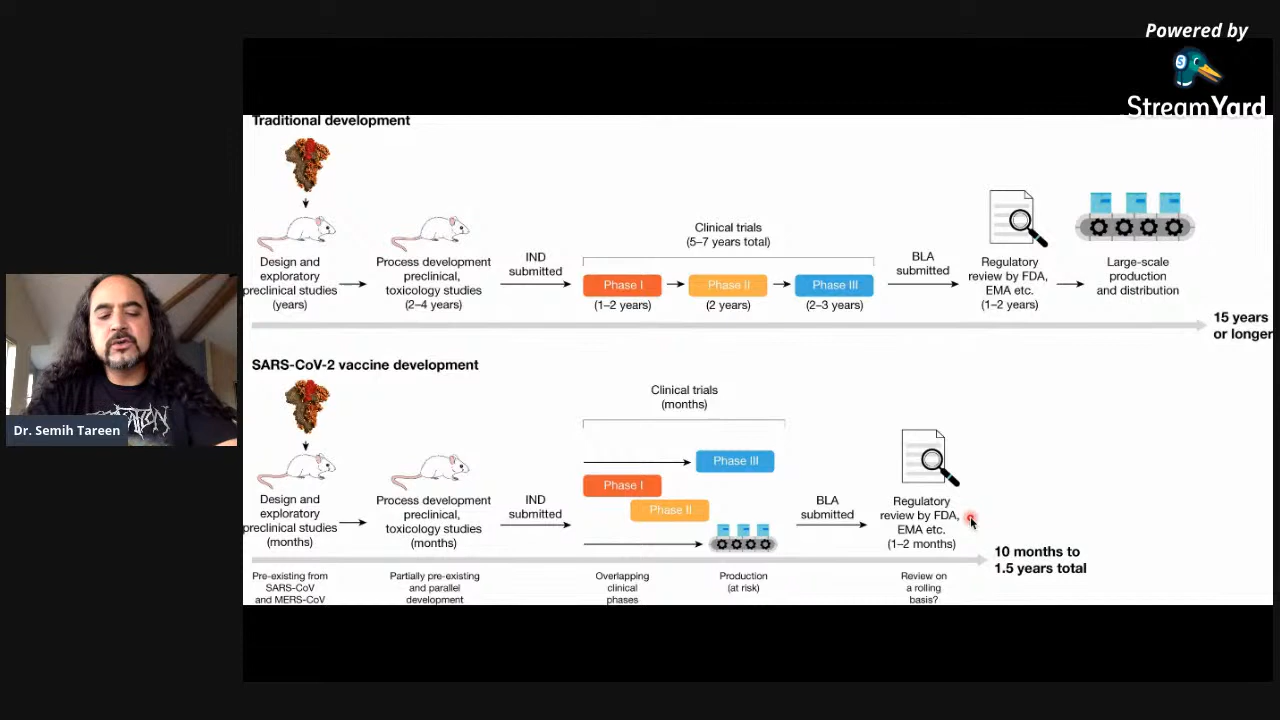 Powered by
StreamYard
Traditional development
Design and
exploratory
preclinical studies
(years)
Process development
preclinical,
toxicology studies
(2–4 years)
IND
submitted
Clinical trials
(5–7 years total)
Phase I
(1–2 years)
Phase II
(2 years)
Phase III
(2–3 years)
BLA
submitted
Regulatory
review by FDA,
EMA etc.
(1–2 years)
Large-scale
production
and distribution
15 years
or longer
SARS-CoV-2 vaccine development
Design and
exploratory
preclinical studies
(months)
Process development
preclinical,
toxicology studies
(months)
IND
submitted
Clinical trials
(months)
Phase III
Phase I
Phase II
BLA
submitted
Regulatory
review by FDA,
EMA etc.
(1–2 months)
10 months to
1.5 years total
Pre-existing from
SARS-CoV
and MERS-CoV
Partially pre-existing
and parallel
development
Overlapping
clinical
phases
Production
(at risk)
Review on
a rolling
basis?
Dr. Semih Tareen